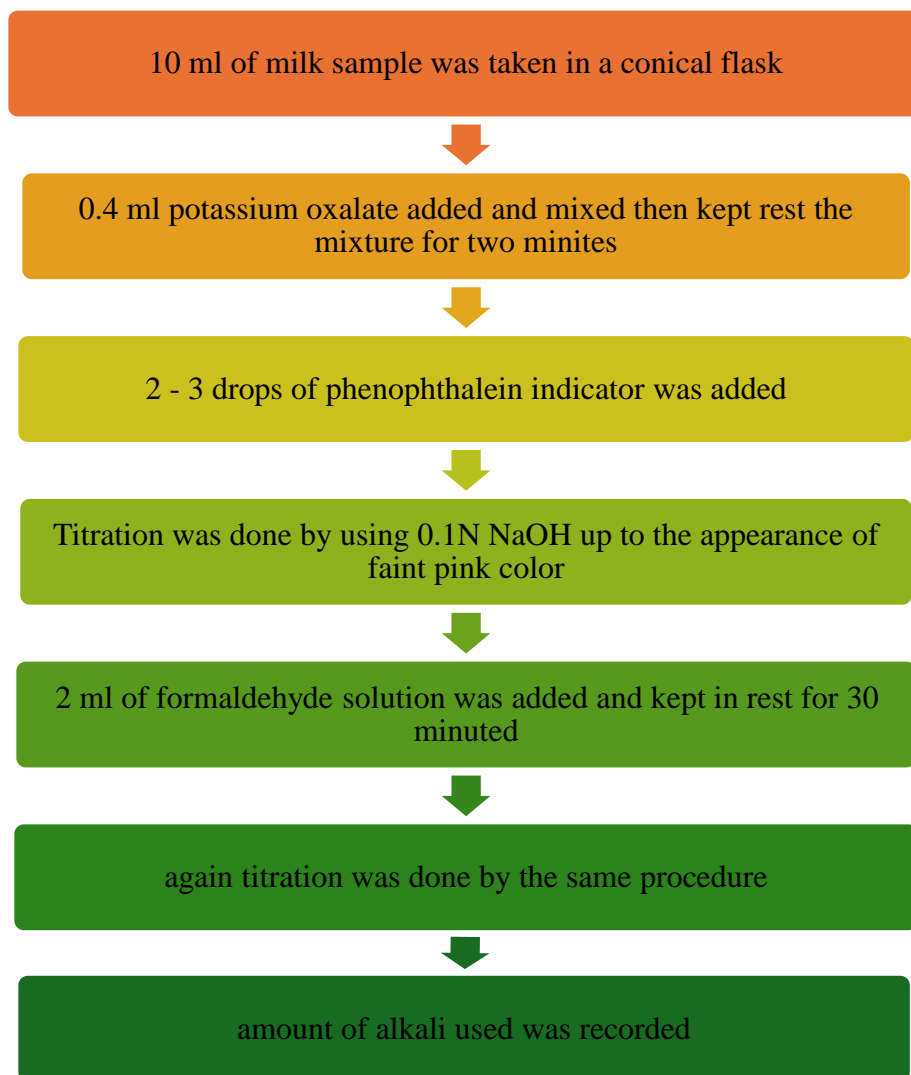 10 ml of milk sample was taken in a conical flask
0.4 ml potassium oxalate added and mixed then kept rest the
mixture for two minites
2 - 3 drops of phenophthalein indicator was added
Titration was done by using 0.1N NaOH up to the appearance of
faint pink color
2 ml of formaldehyde solution was added and kept in rest for 30
minuted
again titration was done by the same procedure
amount of alkali used was recorded